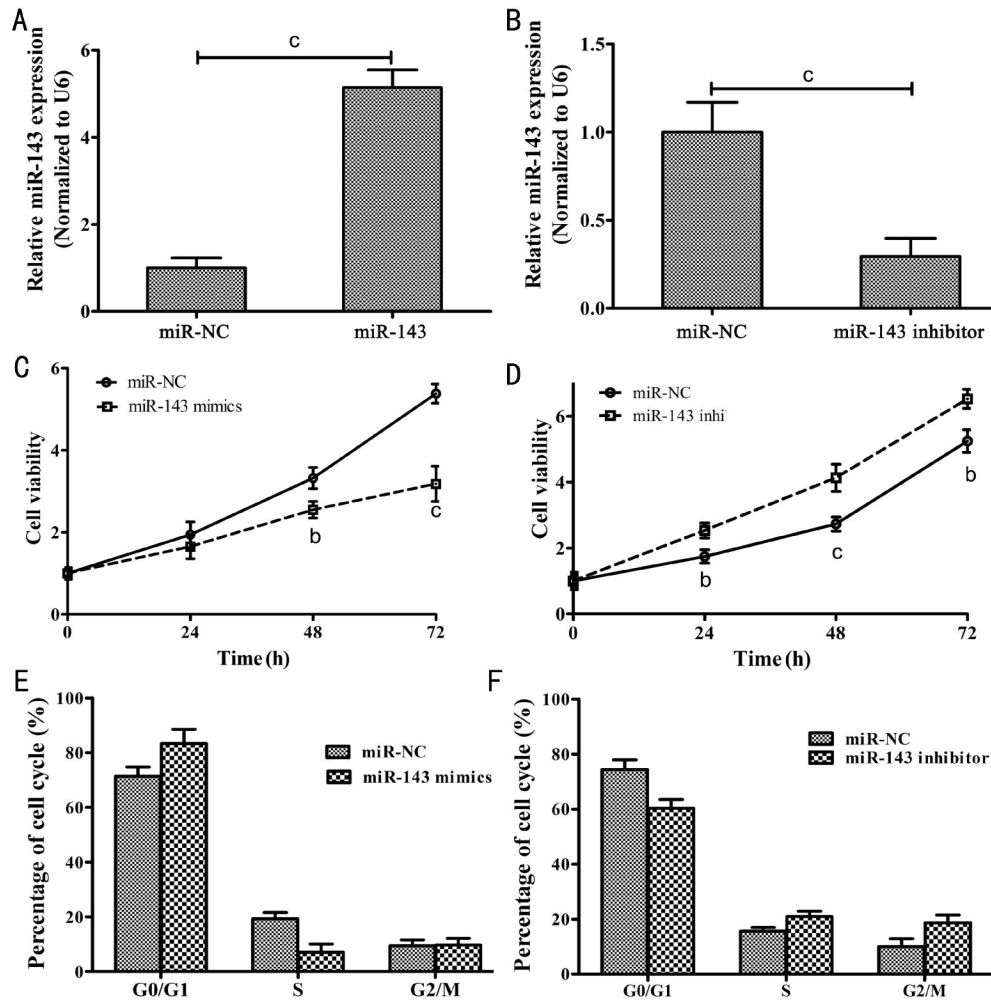 A
Relative miR-143 expression
(Normalized to U6)
6
4
2
0
c
miR-NC
miR-143
B
Relative miR-143 expression
(Normalized to U6)
1.5
1.0
0.5
0.0
c
miR-NC
miR-143 inhibitor
C
Cell viability
6
4
2
0
miR-NC
miR-143 mimics
b
c
0
24
48
72
Time (h)
D
Cell viability
6
4
2
0
miR-NC
miR-143 inhi
b
c
b
0
24
48
72
Time (h)
E
Percentage of cell cycle (%)
100
80
60
40
20
0
miR-NC
miR-143 mimics
G0/G1
S
G2/M
F
Percentage of cell cycle (%)
100
80
60
40
20
0
miR-NC
miR-143 inhibitor
G0/G1
S
G2/M